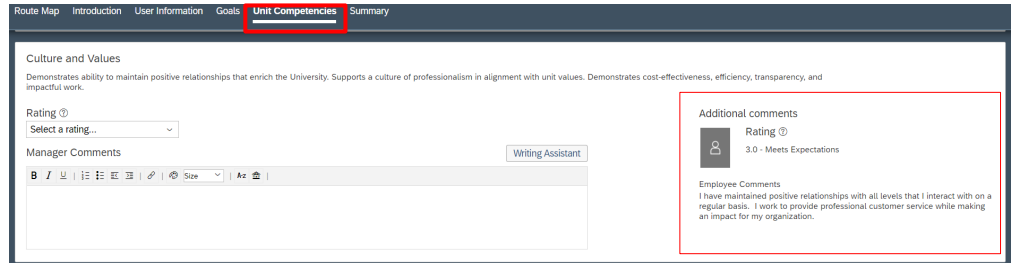 Route Map Introduction User Information Goals Unit Competencies Summary
Culture and Values
Demonstrates ability to maintain positive relationships that enrich the University. Supports a culture of professionalism in alignment with unit values. Demonstrates cost-effectiveness, efficiency, transparency, and
impactful work.
Rating ?
Select a rating...
Manager Comments
Writing Assistant
B I U Size A-z
Additional comments
Rating ?
3.0 - Meets Expectations
Employee Comments
I have maintained positive relationships with all levels that I interact with on a
regular basis. I work to provide professional customer service while making
an impact for my organization.